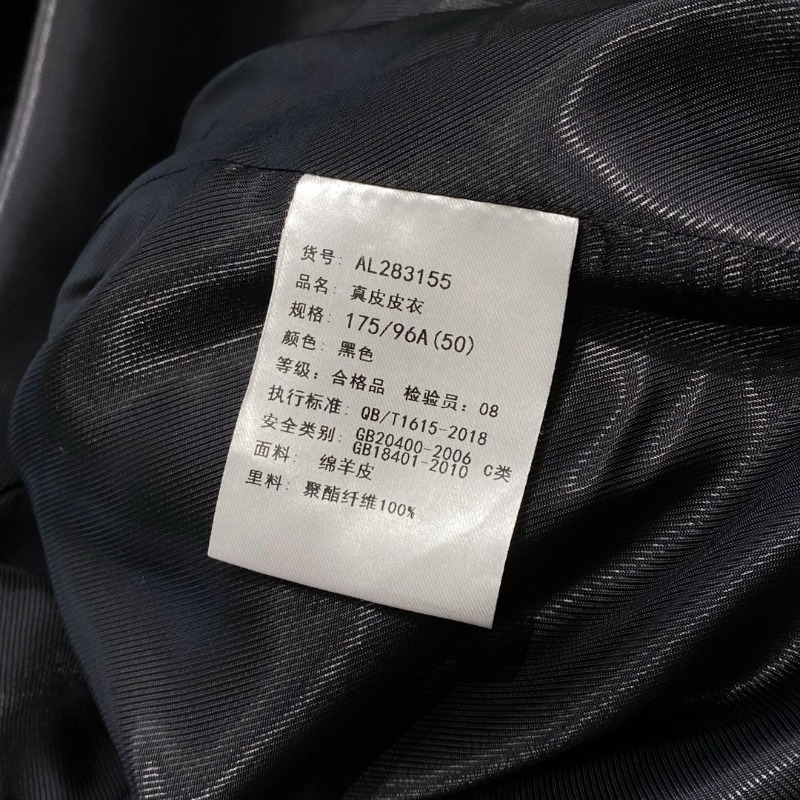 货号: AL283155
品名: 真皮皮衣
规格: 175/96A(50)
颜色: 黑色
等级: 合格品 检验员: 08
执行标准: QB/T1615-2018
安全类别: GB20400-2006
GB18401-2010 C类
面料: 绵羊皮
里料: 聚酯纤维100%